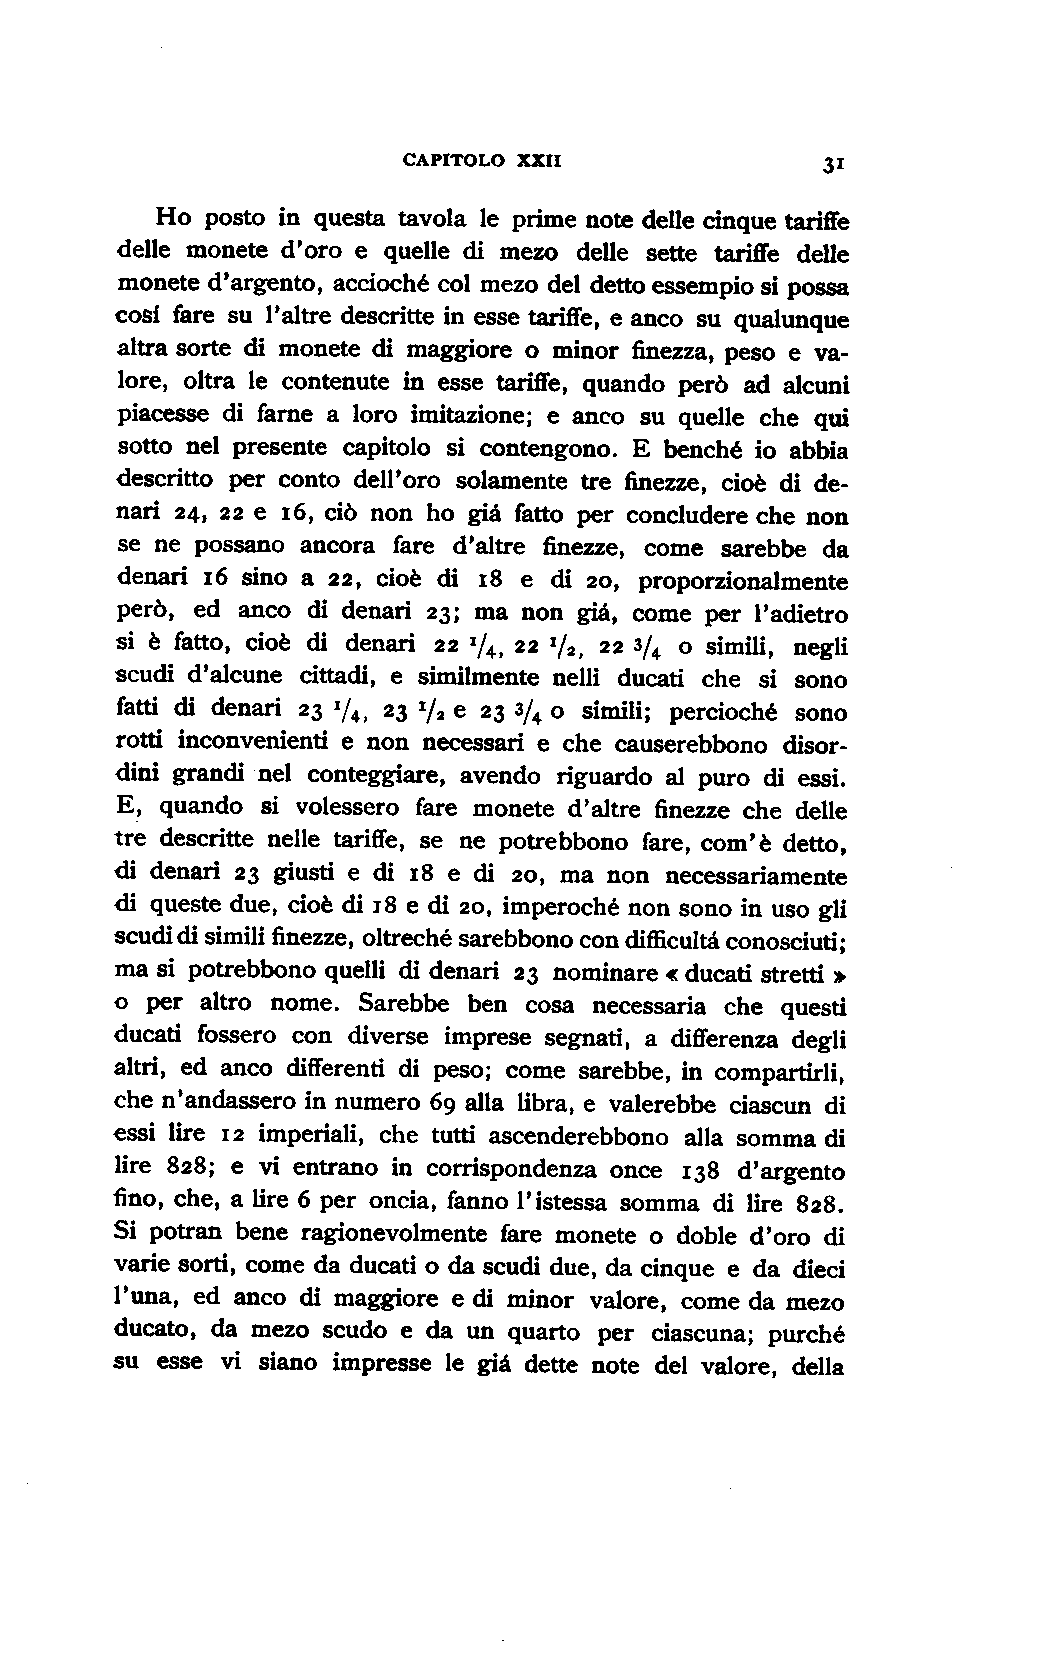 CAPITOLO XXII 31
Ho posto in questa tavola le prime note delle cinque tariffe
delle monete d'oro e quelle di mezo delle sette tariffe delle
monete d'argento, accioché col mezo del detto essempio si possa
cosí fare su l'altre descritte in esse tariffe, e anco su qualunque
altra sorte di monete di maggiore o minor finezza, peso e va-
lore, oltra le contenute in esse tariffe, quando però ad alcuni
piacesse di farne a loro imitazione; e anco su quelle che qui
sotto nel presente capitolo si contengono. E benché io abbia
descritto per conto dell'oro solamente tre finezze, cioè di de-
nari 24, 22 e 16, ciò non ho giá fatto per concludere che non
se ne possano ancora fare d'altre finezze, come sarebbe da
denari 16 sino a 22, cioè di 18 e di 20, proporzionalmente
però, ed anco di denari 23; ma non giá, come per l'adietro
si è fatto, cioè di denari 22 1/4, 22 1/2, 22 3/4 o simili, negli
scudi d'alcune cittadi, e similmente nelli ducati che si sono
fatti di denari 23 1/4, 23 1/2 e 23 3/4 o simili; percioché sono
rotti inconvenienti e non necessari e che causerebbono disor-
dini grandi nel conteggiare, avendo riguardo al puro di essi.
E, quando si volessero fare monete d'altre finezze che delle
tre descritte nelle tariffe, se ne potrebbono fare, com'è detto,
di denari 23 giusti e di 18 e di 20, ma non necessariamente
di queste due, cioè di 18 e di 20, imperoché non sono in uso gli
scudi di simili finezze, oltreché sarebbono con difficultá conosciuti;
ma si potrebbono quelli di denari 23 nominare « ducati stretti »
o per altro nome. Sarebbe ben cosa necessaria che questi
ducati fossero con diverse imprese segnati, a differenza degli
altri, ed anco differenti di peso; come sarebbe, in compartirli,
che n'andassero in numero 69 alla libra, e valerebbe ciascun di
essi lire 12 imperiali, che tutti ascenderebbono alla somma di
lire 828; e vi entrano in corrispondenza once 138 d'argento
fino, che, a lire 6 per oncia, fanno l'istessa somma di lire 828.
Si potran bene ragionevolmente fare monete o doble d'oro di
varie sorti, come da ducati o da scudi due, da cinque e da dieci
l'una, ed anco di maggiore e di minor valore, come da mezo
ducato, da mezo scudo e da un quarto per ciascuna; purché
su esse vi siano impresse le giá dette note del valore, della